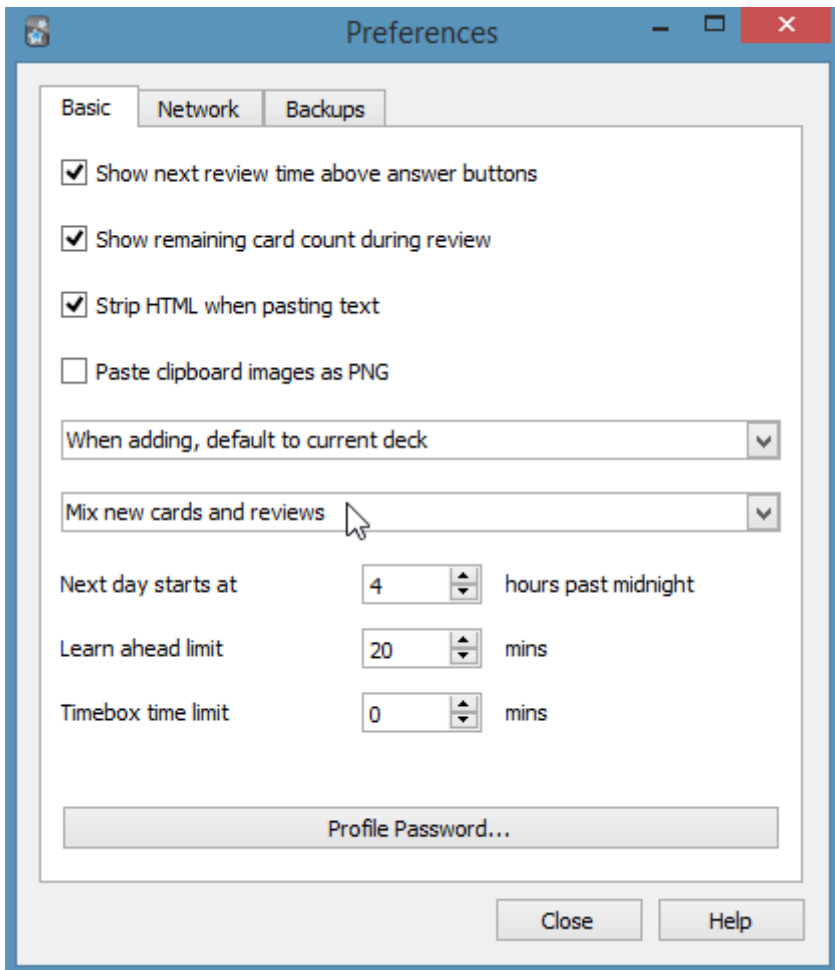 Preferences
Basic Network Backups
Show next review time above answer buttons
Show remaining card count during review
Strip HTML when pasting text
Paste clipboard images as PNG
When adding, default to current deck
Mix new cards and reviews
Next day starts at 4 hours past midnight
Learn ahead limit 20 mins
Timebox time limit 0 mins
Profile Password...
Close Help